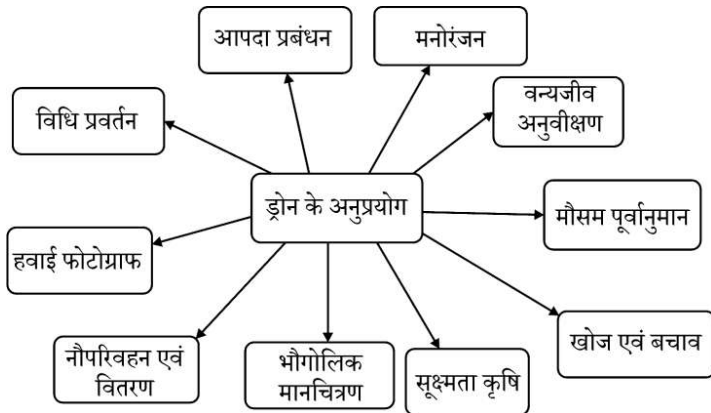 आपदा प्रबंधन
मनोरंजन
विधि प्रवर्तन
वन्यजीव
अनुवीक्षण
ड्रोन के अनुप्रयोग
मौसम पूर्वानुमान
हवाई फोटोग्राफ
खोज एवं बचाव
नौपरिवहन एवं
वितरण
भौगोलिक
मानचित्रण
सूक्ष्मता कृषि